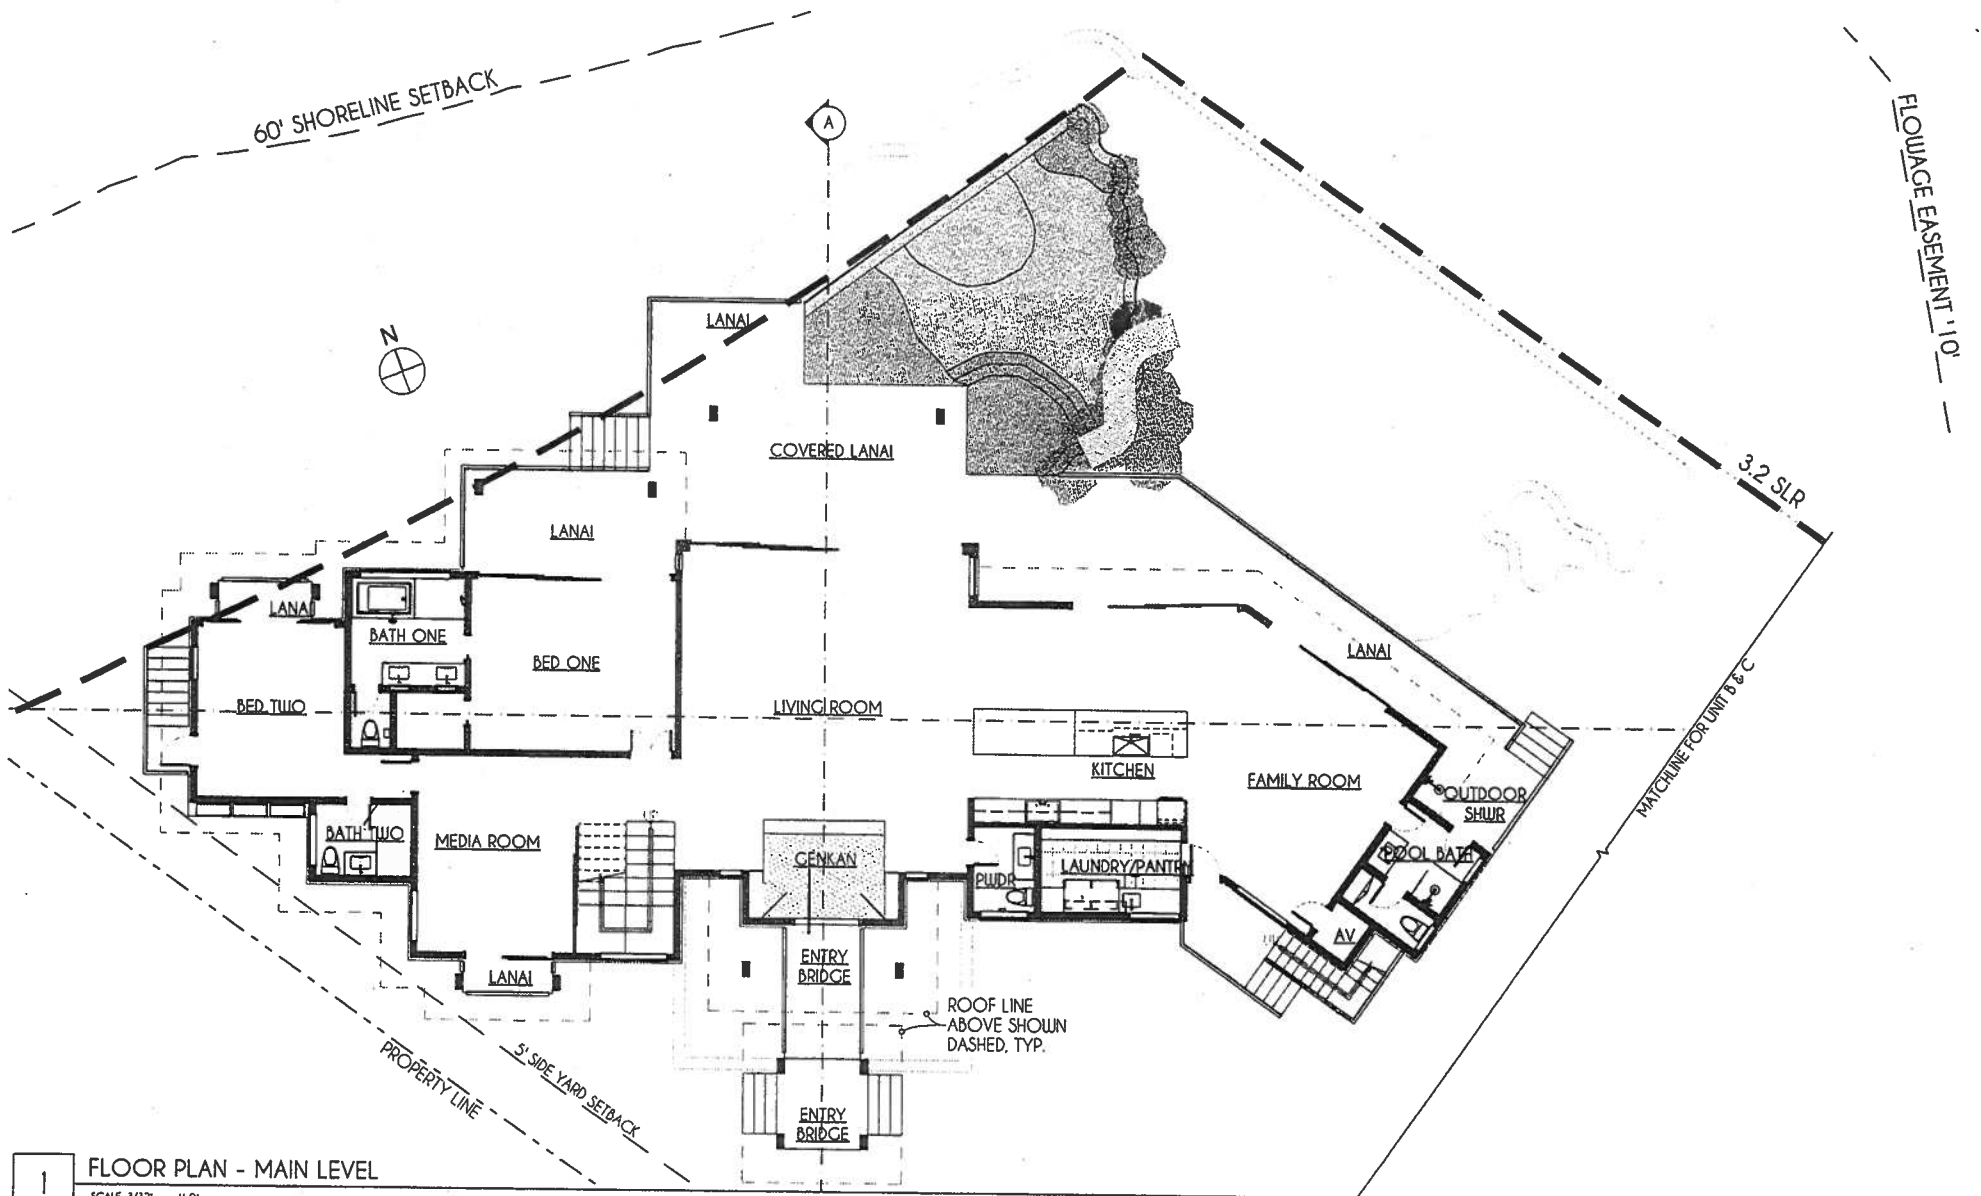 60' SHORELINE SETBACK
A
FLOWAGE EASEMENT '10'
N
LANAI
COVERED LANAI
3.2 SLR
LANAI
LANAI
BATH ONE
BED ONE
LANAI
BED TWO
LIVING ROOM
MATCHLINE FOR UNIT B & C
KITCHEN
FAMILY ROOM
OUTDOOR
SHWR
UP
BATH TWO
MEDIA ROOM
GENKAN
PWDR
LAUNDRY/PANTRY
POOL BATH
AV
LANAI
ENTRY
BRIDGE
ROOF LINE
ABOVE SHOWN
DASHED, TYP.
PROPERTY LINE
5' SIDE YARD SETBACK
ENTRY
BRIDGE
1
FLOOR PLAN - MAIN LEVEL